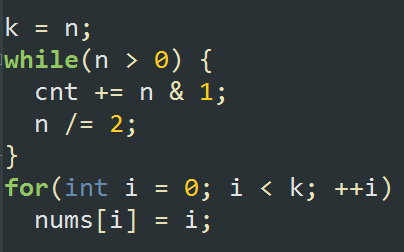 k = n;
while(n > 0) {
  cnt += n & 1;
  n /= 2;
}
for(int i = 0; i < k; ++i)
  nums[i] = i;